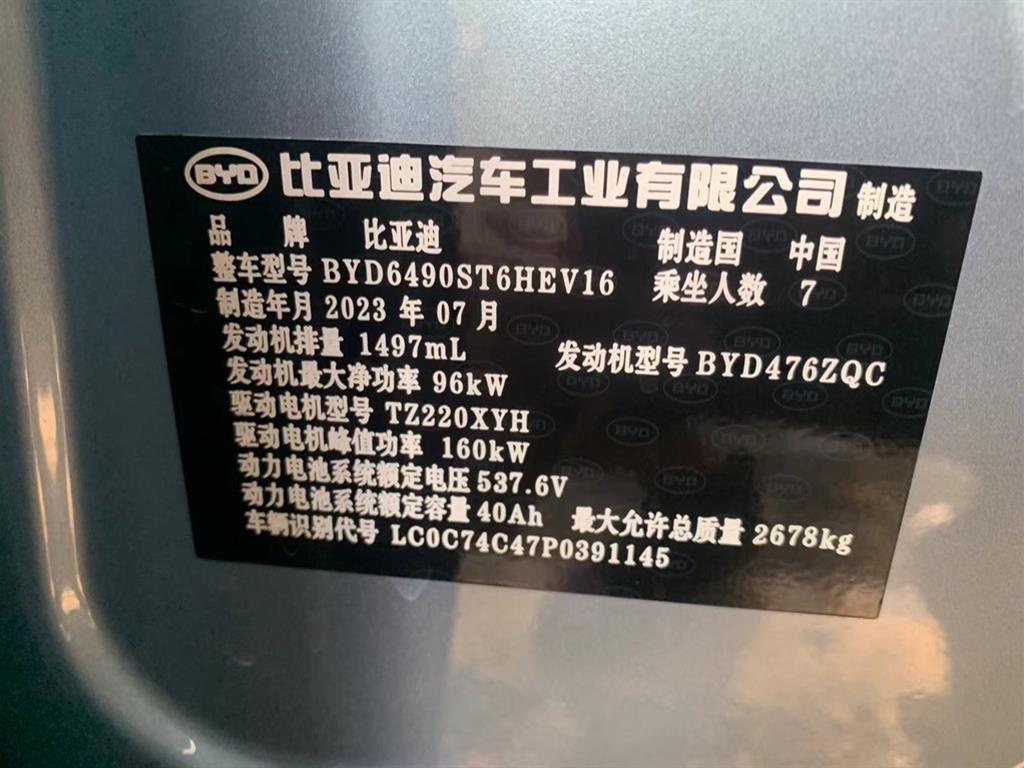 BYD 比亚迪汽车工业有限公司 制造
品 牌 比亚迪 制造国 中国
整车型号 BYD6490ST6HEV16 乘坐人数 7
制造年月 2023 年 07 月
发动机排量 1497mL 发动机型号 BYD476ZQC
发动机最大净功率 96kW
驱动电机型号 TZ220XYH
驱动电机峰值功率 160kW
动力电池系统额定电压 537.6V
动力电池系统额定容量 40Ah 最大允许总质量 2678kg
车辆识别代号 LC0C74C47P0391145